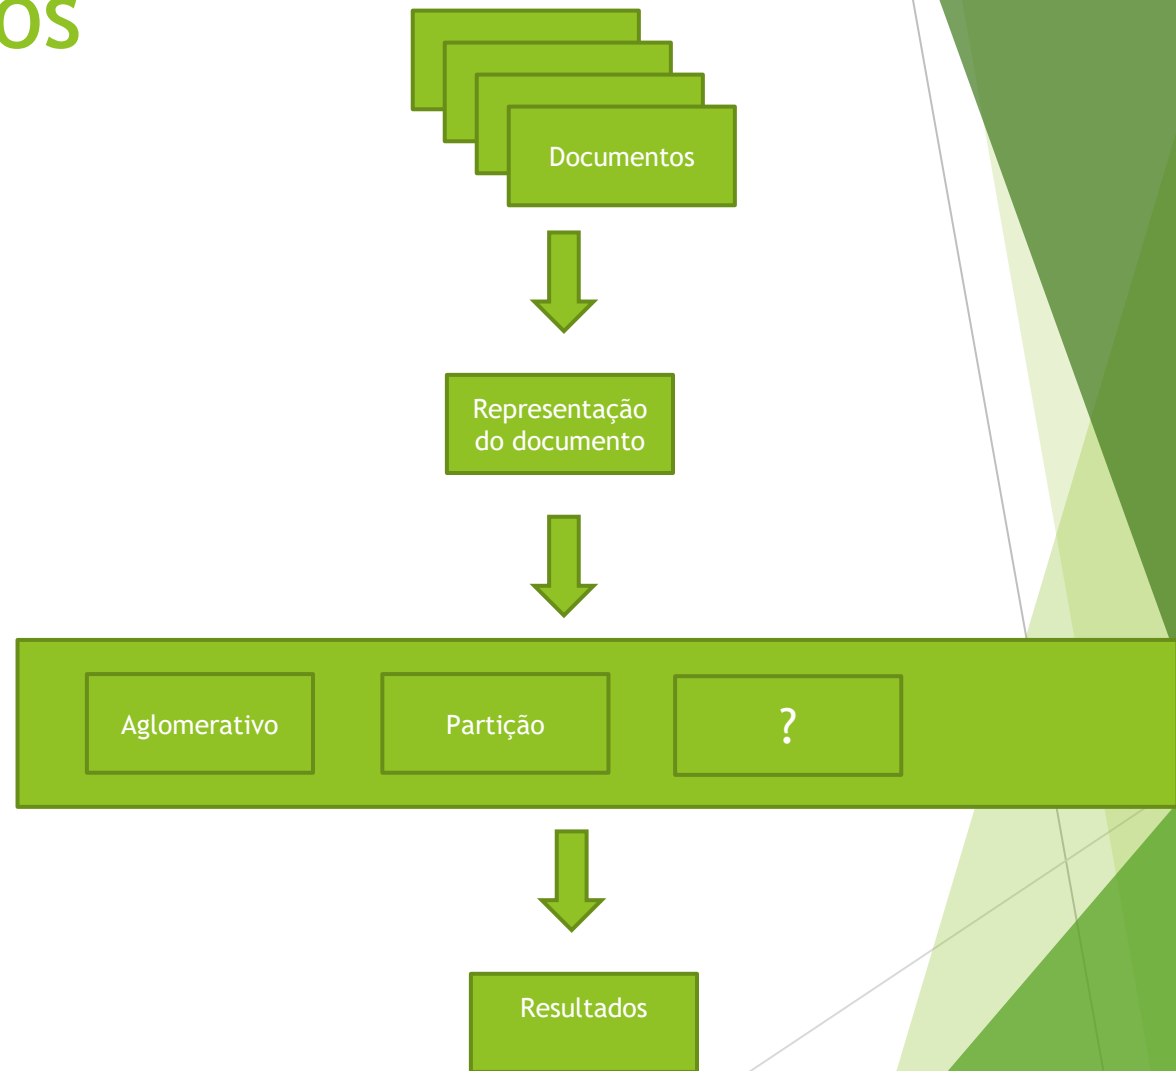 os
Documentos
Representação
do documento
Aglomerativo
Partição
?
Resultados